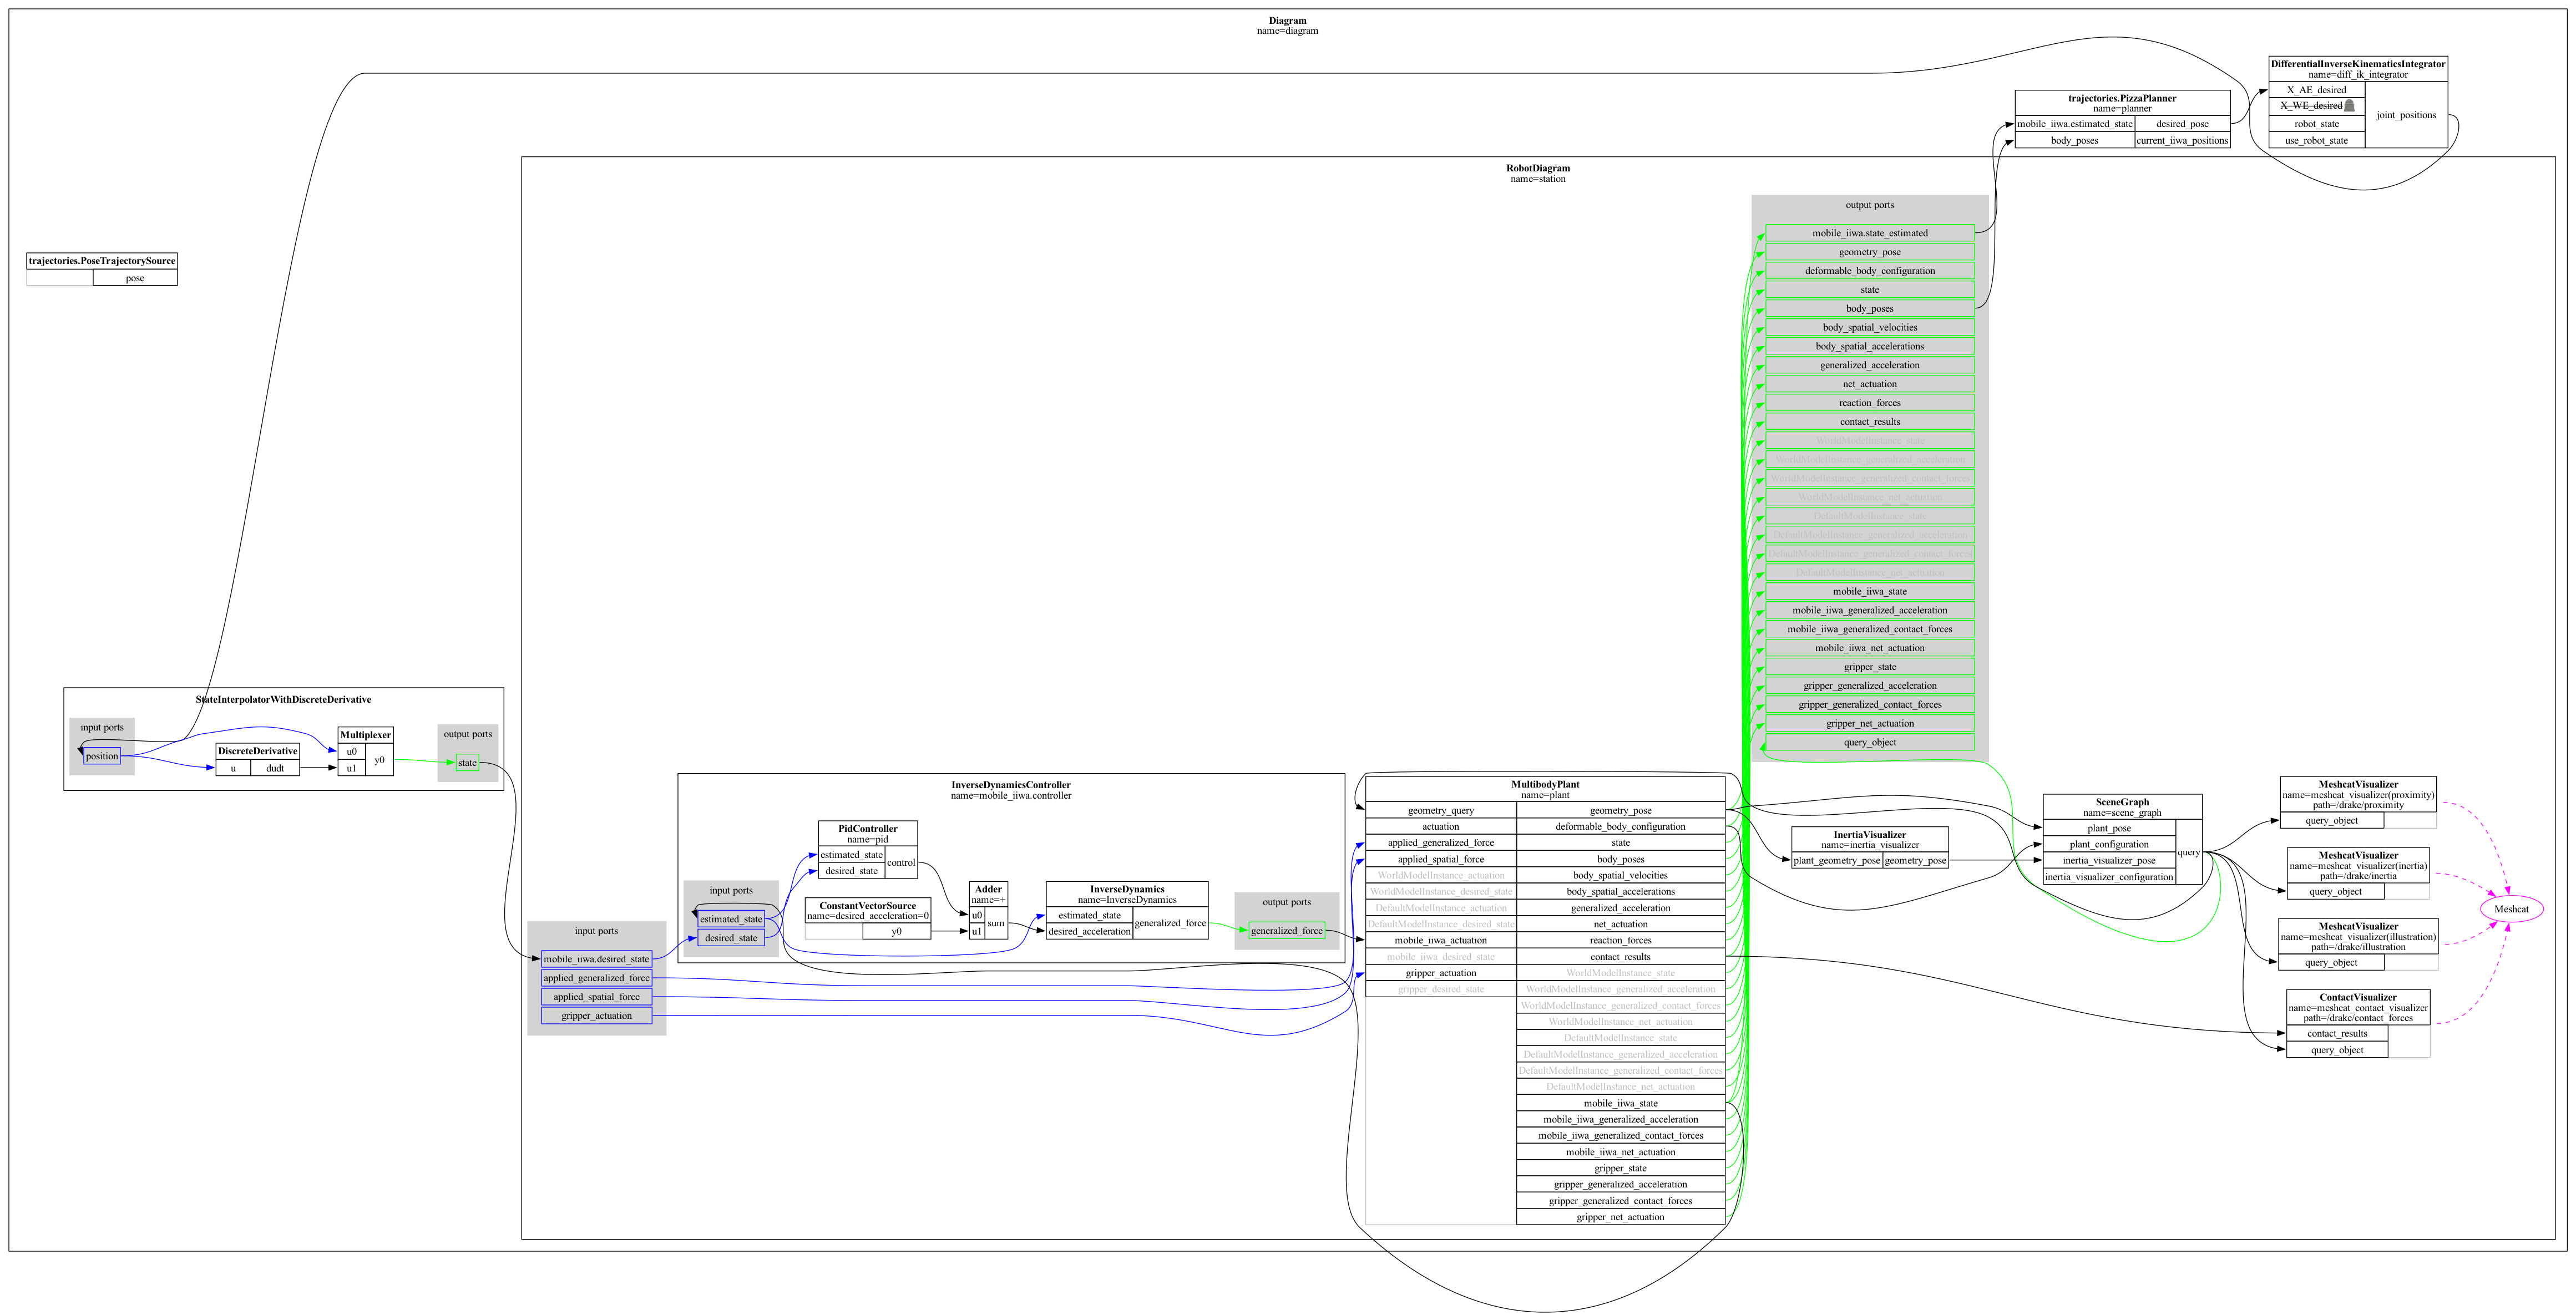 Diagram
name=diagram
DifferentialInverseKinematicsIntegrator
name=diff_ik_integrator
X_AE_desired
X_WE_desired
robot_state
use_robot_state
joint_positions
trajectories.PizzaPlanner
name=planner
mobile_iiwa.estimated_state
desired_pose
body_poses
current_iiwa_positions
RobotDiagram
name=station
output ports
mobile_iiwa.state_estimated
geometry_pose
deformable_body_configuration
state
body_poses
body_spatial_velocities
body_spatial_accelerations
generalized_acceleration
net_actuation
reaction_forces
contact_results
WorldModelInstance_state
WorldModelInstance_generalized_acceleration
WorldModelInstance_generalized_contact_forces
WorldModelInstance_net_actuation
DefaultModelInstance_state
DefaultModelInstance_generalized_acceleration
DefaultModelInstance_generalized_contact_forces
DefaultModelInstance_net_actuation
mobile_iiwa_state
mobile_iiwa_generalized_acceleration
mobile_iiwa_generalized_contact_forces
mobile_iiwa_net_actuation
gripper_state
gripper_generalized_acceleration
gripper_generalized_contact_forces
gripper_net_actuation
query_object
trajectories.PoseTrajectorySource
pose
StateInterpolatorWithDiscreteDerivative
input ports
position
DiscreteDerivative
u
dudt
Multiplexer
u0
u1
y0
output ports
state
input ports
mobile_iiwa.desired_state
applied_generalized_force
applied_spatial_force
gripper_actuation
InverseDynamicsController
name=mobile_iiwa.controller
input ports
estimated_state
desired_state
PidController
name=pid
estimated_state
desired_state
control
ConstantVectorSource
name=desired_acceleration=0
y0
Adder
name=+
u0
u1
sum
InverseDynamics
name=InverseDynamics
estimated_state
desired_acceleration
generalized_force
output ports
generalized_force
MultibodyPlant
name=plant
geometry_query
actuation
applied_generalized_force
applied_spatial_force
WorldModelInstance_actuation
WorldModelInstance_desired_state
DefaultModelInstance_actuation
DefaultModelInstance_desired_state
mobile_iiwa_actuation
mobile_iiwa_desired_state
gripper_actuation
gripper_desired_state
geometry_pose
deformable_body_configuration
state
body_poses
body_spatial_velocities
body_spatial_accelerations
generalized_acceleration
net_actuation
reaction_forces
contact_results
WorldModelInstance_state
WorldModelInstance_generalized_acceleration
WorldModelInstance_generalized_contact_forces
WorldModelInstance_net_actuation
DefaultModelInstance_state
DefaultModelInstance_generalized_acceleration
DefaultModelInstance_generalized_contact_forces
DefaultModelInstance_net_actuation
mobile_iiwa_state
mobile_iiwa_generalized_acceleration
mobile_iiwa_generalized_contact_forces
mobile_iiwa_net_actuation
gripper_state
gripper_generalized_acceleration
gripper_generalized_contact_forces
gripper_net_actuation
InertiaVisualizer
name=inertia_visualizer
plant_geometry_pose
geometry_pose
SceneGraph
name=scene_graph
plant_pose
plant_configuration
inertia_visualizer_pose
inertia_visualizer_configuration
query
MeshcatVisualizer
name=meshcat_visualizer(proximity)
path=/drake/proximity
query_object
MeshcatVisualizer
name=meshcat_visualizer(inertia)
path=/drake/inertia
query_object
MeshcatVisualizer
name=meshcat_visualizer(illustration)
path=/drake/illustration
query_object
ContactVisualizer
name=meshcat_contact_visualizer
path=/drake/contact_forces
contact_results
query_object
Meshcat